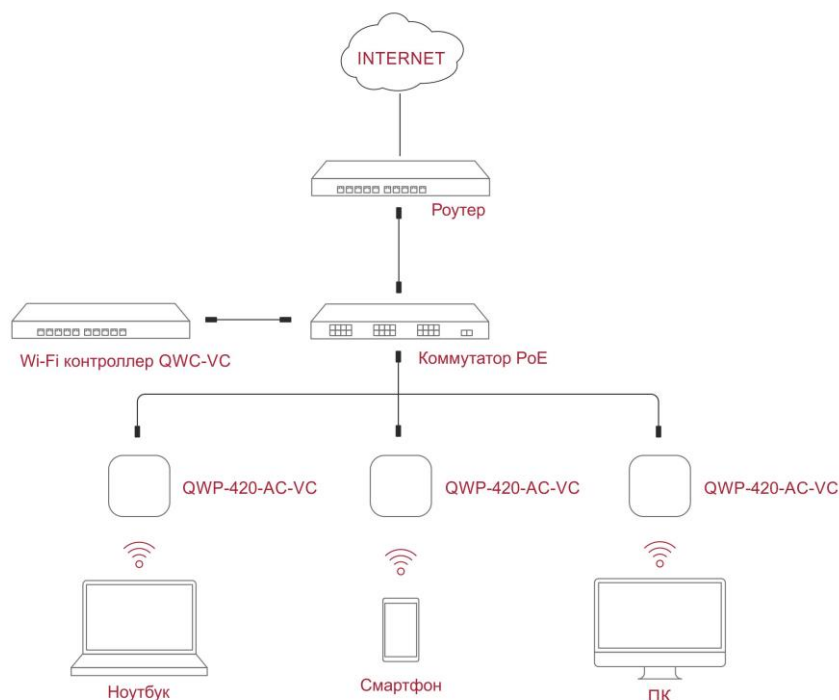 INTERNET
Роутер
Wi-Fi контроллер QWC-VC
Коммутатор PoE
QWP-420-AC-VC
QWP-420-AC-VC
QWP-420-AC-VC
Ноутбук
Смартфон
ПК